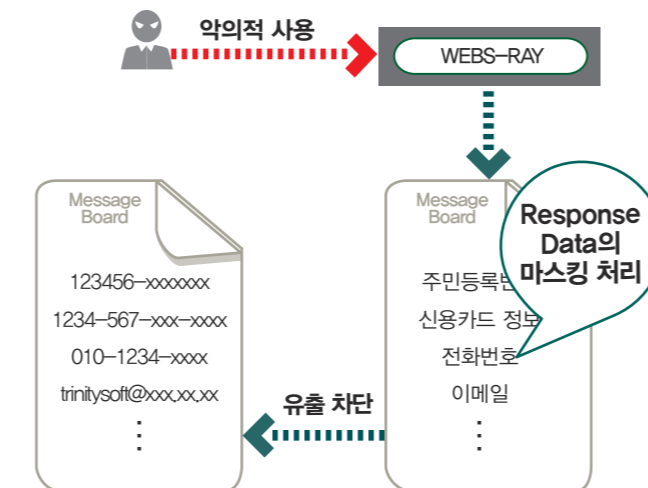 악의적 사용
WEBS-RAY
Message
Board
123456-xxxxxxx
1234-567-xxx-xxxx
010-1234-xxxx
trinitysoft@xxx.xx.xx
유출 차단
Message
Board
신용카드 정보
전화번호
이메일
Response
Data의
마스킹 처리